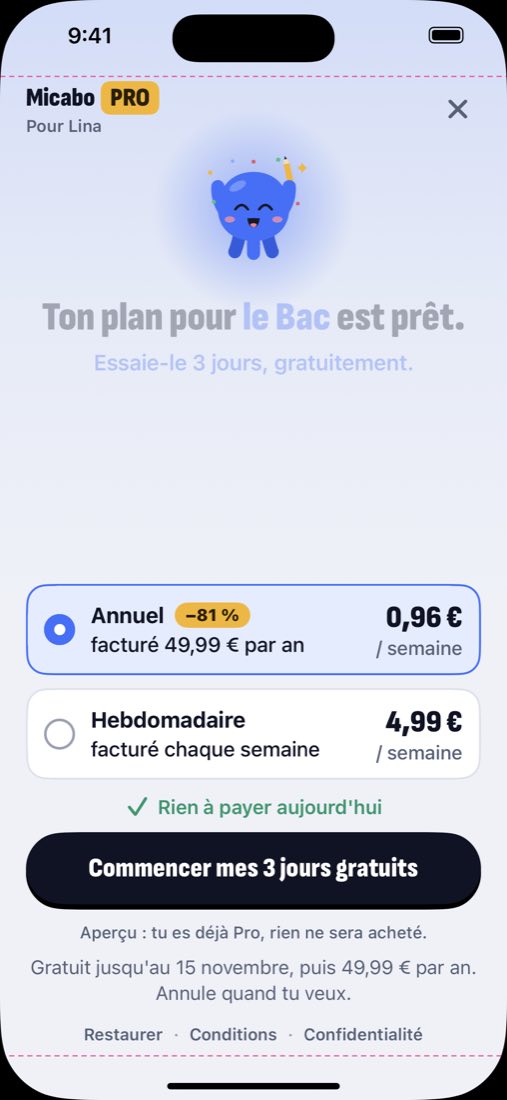 9:41
Micabo PRO
Pour Lina
Ton plan pour le Bac est prêt.
Essaie-le 3 jours, gratuitement.
Annuel −81 % 0,96 €
facturé 49,99 € par an / semaine
Hebdomadaire 4,99 €
facturé chaque semaine / semaine
Rien à payer aujourd'hui
Commencer mes 3 jours gratuits
Aperçu : tu es déjà Pro, rien ne sera acheté.
Gratuit jusqu'au 15 novembre, puis 49,99 € par an.
Annule quand tu veux.
Restaurer · Conditions · Confidentialité